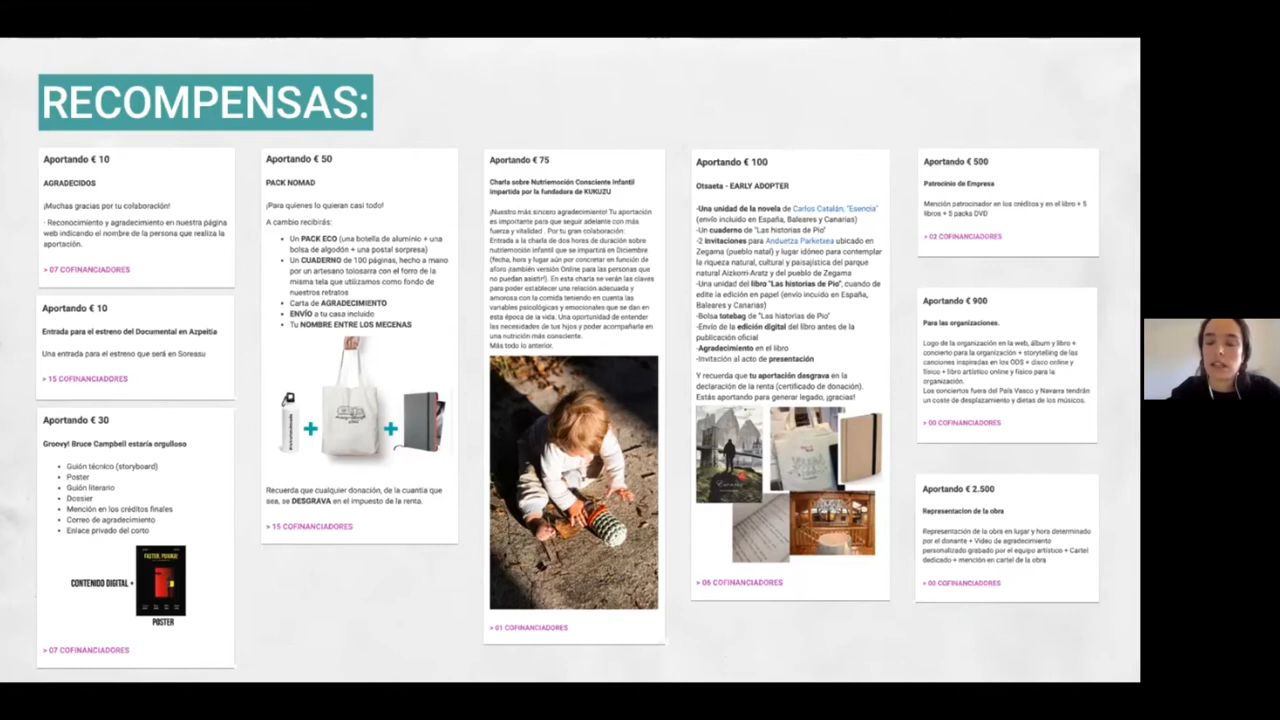 RECOMPENSAS:
Aportando € 10
AGRADECIDOS
¡Muchas gracias por tu colaboración!
· Reconocimiento y agradecimiento en nuestra página
web indicando el nombre de la persona que realiza la
aportación.
> 07 COFINANCIADORES
Aportando € 10
Entrada para el estreno del Documental en Azpeitia
Una entrada para el estreno que será en Soreasu
> 15 COFINANCIADORES
Aportando € 30
Groovy! Bruce Campbell estaría orgulloso
• Guión técnico (storyboard)
• Poster
• Guión literario
• Dossier
• Mención en los créditos finales
• Correo de agradecimiento
• Enlace privado del corto
CONTENIDO DIGITAL +
POSTER
> 07 COFINANCIADORES
Aportando € 50
PACK NOMAD
¡Para quienes lo quieran casi todo!
A cambio recibirás:
• Un PACK ECO (una botella de aluminio + una
bolsa de algodón + una postal sorpresa)
• Un CUADERNO de 100 páginas, hecho a mano
por un artesano tolosarra con el forro de la
misma tela que utilizamos como fondo de
nuestros retratos
• Carta de AGRADECIMIENTO
• ENVÍO a tu casa incluido
• Tu NOMBRE ENTRE LOS MECENAS
Recuerda que cualquier donación, de la cuantía que
sea, se DESGRAVA en el impuesto de la renta.
> 15 COFINANCIADORES
Aportando € 75
Charla sobre Nutriemoción Consciente Infantil
impartida por la fundadora de KUKUZU
¡Nuestro más sincero agradecimiento! Tu aportación
es importante para que seguir adelante con más
fuerza y vitalidad . Por tu gran colaboración:
Entrada a la charla de dos horas de duración sobre
nutriemoción infantil que se impartirá en Diciembre
(fecha, hora y lugar aún por concretar en función de
aforo ¡también versión Online para las personas que
no puedan asistir!). En esta charla se verán las claves
para poder establecer una relación adecuada y
amorosa con la comida teniendo en cuenta las
variables psicológicas y emocionales que se dan en
esta época de la vida. Una oportunidad de entender
las necesidades de tus hijos y poder acompañarle en
una nutrición más consciente.
Más todo lo anterior.
> 01 COFINANCIADORES
Aportando € 100
Otsaeta - EARLY ADOPTER
-Una unidad de la novela de Carlos Catalán, "Esencia"
(envío incluido en España, Baleares y Canarias)
-Un cuaderno de "Las historias de Pío"
-2 Invitaciones para Anduetza Parketxea ubicado en
Zegama (pueblo natal) y lugar idóneo para contemplar
la riqueza natural, cultural y paisajística del parque
natural Aizkorri-Aratz y del pueblo de Zegama
-Una unidad del libro "Las historias de Pío", cuando de
edite la edición en papel (envío incluido en España,
Baleares y Canarias)
-Bolsa totebag de "Las historias de Pío"
-Envío de la edición digital del libro antes de la
publicación oficial
-Agradecimiento en el libro
-Invitación al acto de presentación
Y recuerda que tu aportación desgrava en la
declaración de la renta (certificado de donación).
Estás aportando para generar legado, ¡gracias!
> 06 COFINANCIADORES
Aportando € 500
Patrocinio de Empresa
Mención patrocinador en los créditos y en el libro + 5
libros + 5 packs DVD
> 02 COFINANCIADORES
Aportando € 900
Para las organizaciones.
Logo de la organización en la web, álbum y libro +
concierto para la organización + storytelling de las
canciones inspiradas en los ODS + disco online y
físico + libro artístico online y físico para la
organización.
Los conciertos fuera del País Vasco y Navarra tendrán
un coste de desplazamiento y dietas de los músicos.
> 00 COFINANCIADORES
Aportando € 2.500
Representacion de la obra
Representación de la obra en lugar y hora determinado
por el donante + Video de agradecimiento
personalizado grabado por el equipo artístico + Cartel
dedicado + mención en cartel de la obra
> 00 COFINANCIADORES